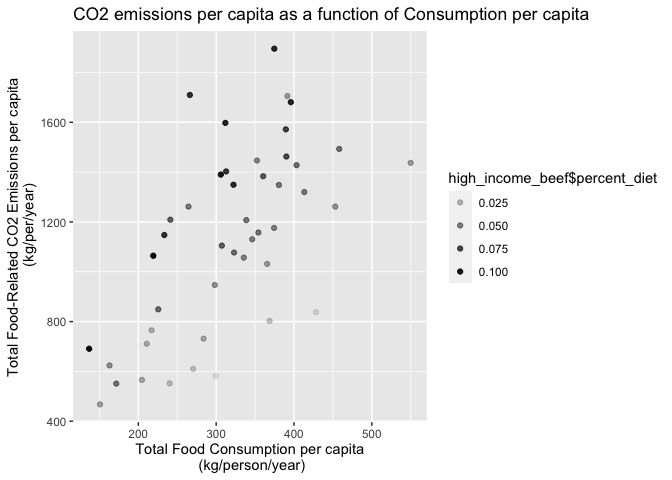 CO2 emissions per capita as a function of Consumption per capita
Total Food-Related CO2 Emissions per capita
(kg/per/year)
1600
1200
800
400
200
300
400
500
Total Food Consumption per capita
(kg/person/year)
high_income_beef$percent_diet
0.025
0.050
0.075
0.100